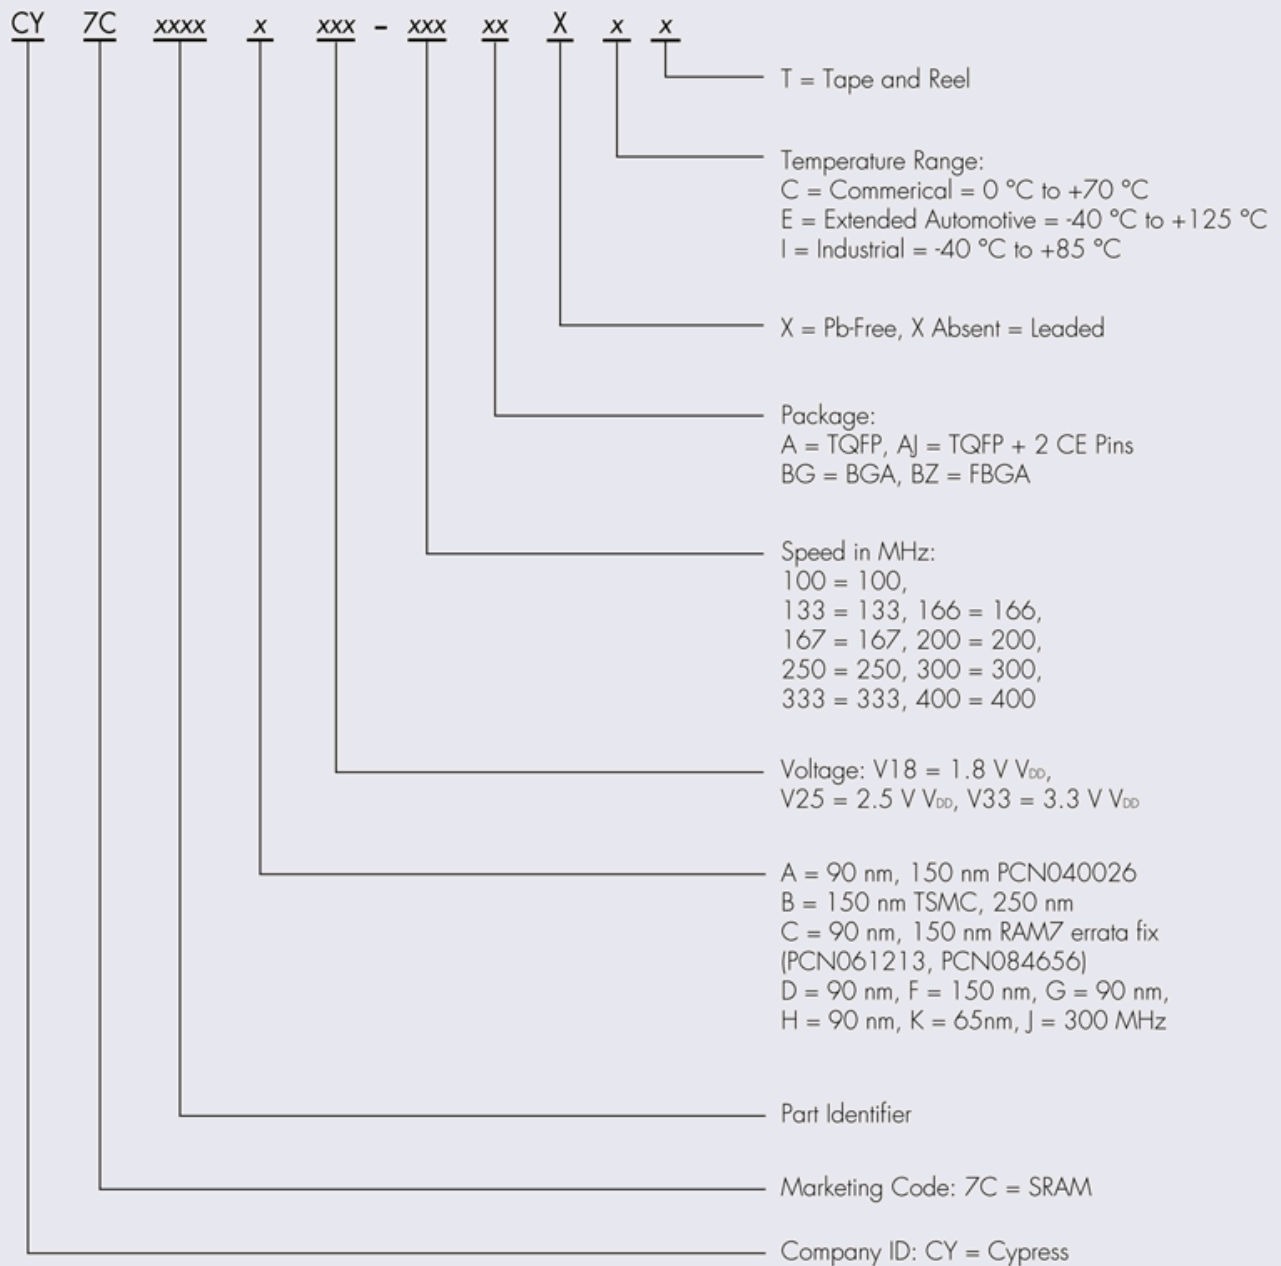 CY 7C xxxx x xxx – xxx xx X x x
T = Tape and Reel
Temperature Range:
C = Commerical = 0 °C to +70 °C
E = Extended Automotive = -40 °C to +125 °C
I = Industrial = -40 °C to +85 °C
X = Pb-Free, X Absent = Leaded
Package:
A = TQFP, AJ = TQFP + 2 CE Pins
BG = BGA, BZ = FBGA
Speed in MHz:
100 = 100,
133 = 133, 166 = 166,
167 = 167, 200 = 200,
250 = 250, 300 = 300,
333 = 333, 400 = 400
Voltage: V18 = 1.8 V VDD,
V25 = 2.5 V VDD, V33 = 3.3 V VDD
A = 90 nm, 150 nm PCN040026
B = 150 nm TSMC, 250 nm
C = 90 nm, 150 nm RAM7 errata fix
(PCN061213, PCN084656)
D = 90 nm, F = 150 nm, G = 90 nm,
H = 90 nm, K = 65nm, J = 300 MHz
Part Identifier
Marketing Code: 7C = SRAM
Company ID: CY = Cypress